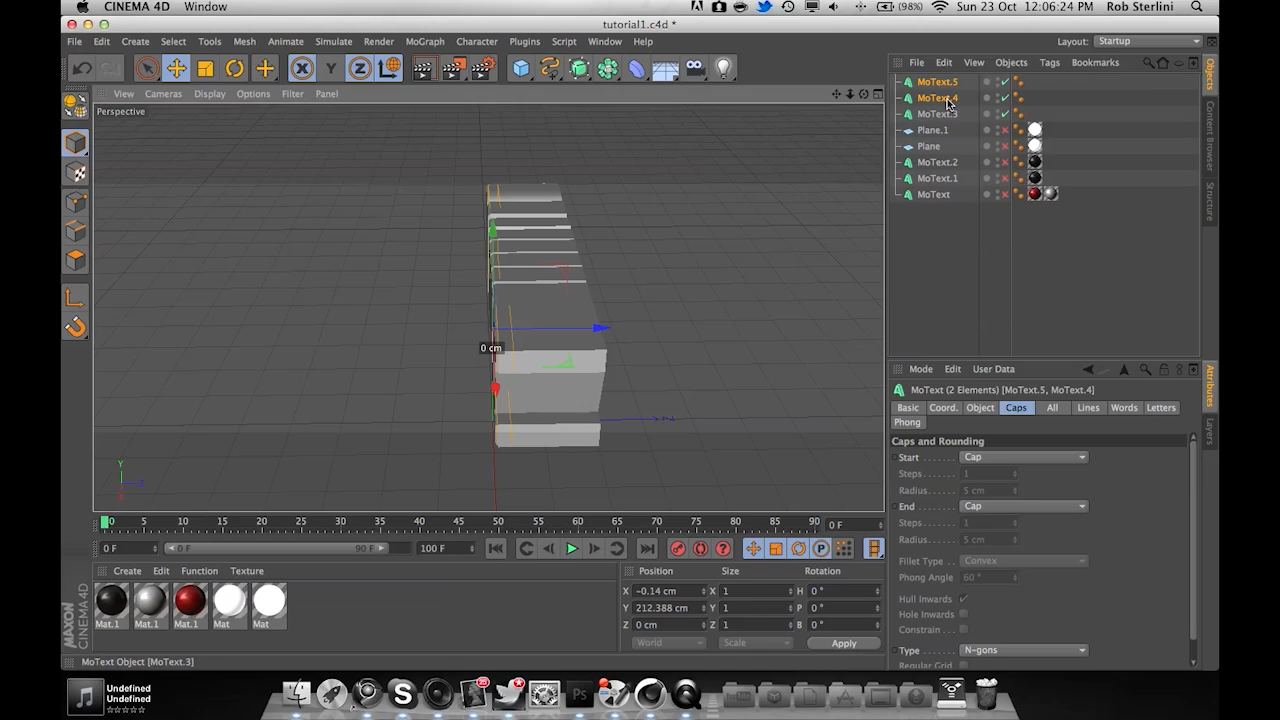 CINEMA 4D Window (98%) Sun 23 Oct 12:06:24 PM Rob Sterlini
tutorial1.c4d *
File Edit Create Select Tools Mesh Animate Simulate Render MoGraph Character Plugins Script Window Help Layout: Startup
File Edit View Objects Tags Bookmarks
View Cameras Display Options Filter Panel
Perspective
MoText.5
MoText.4
MoText.3
Plane.1
Plane
MoText.2
MoText.1
MoText
Objects
Content Browser
Structure
0 cm
Y
Z
X
Mode Edit User Data
MoText (2 Elements) [MoText.5, MoText.4]
Basic Coord. Object Caps All Lines Words Letters
Phong
Caps and Rounding
Start Cap
Steps 1
Radius 5 cm
End Cap
Steps 1
Radius 5 cm
Fillet Type Convex
Phong Angle 60 °
Hull Inwards
Hole Inwards
Constrain
Type N-gons
Regular Grid
Attributes
Layers
0 5 10 15 20 25 30 35 40 45 50 55 60 65 70 75 80 85 90 0 F
0 F 0 F 90 F 100 F
Create Edit Function Texture
Mat.1 Mat.1 Mat.1 Mat Mat
Position Size Rotation
X -0.14 cm X 1 H 0 °
Y 212.388 cm Y 1 P 0 °
Z 0 cm Z 1 B 0 °
World Scale Apply
MAXON
CINEMA 4D
MoText Object [MoText.3]
Undefined
Undefined